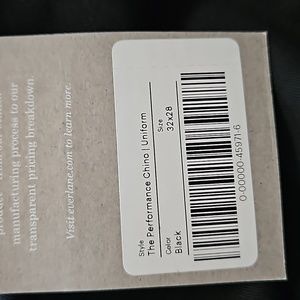 manufacturing process to our
transparent pricing breakdown.
Visit everlane.com to learn more.
Style
The Performance Chino | Uniform
Color
Black
Size
32x28
0-00000-45971-6